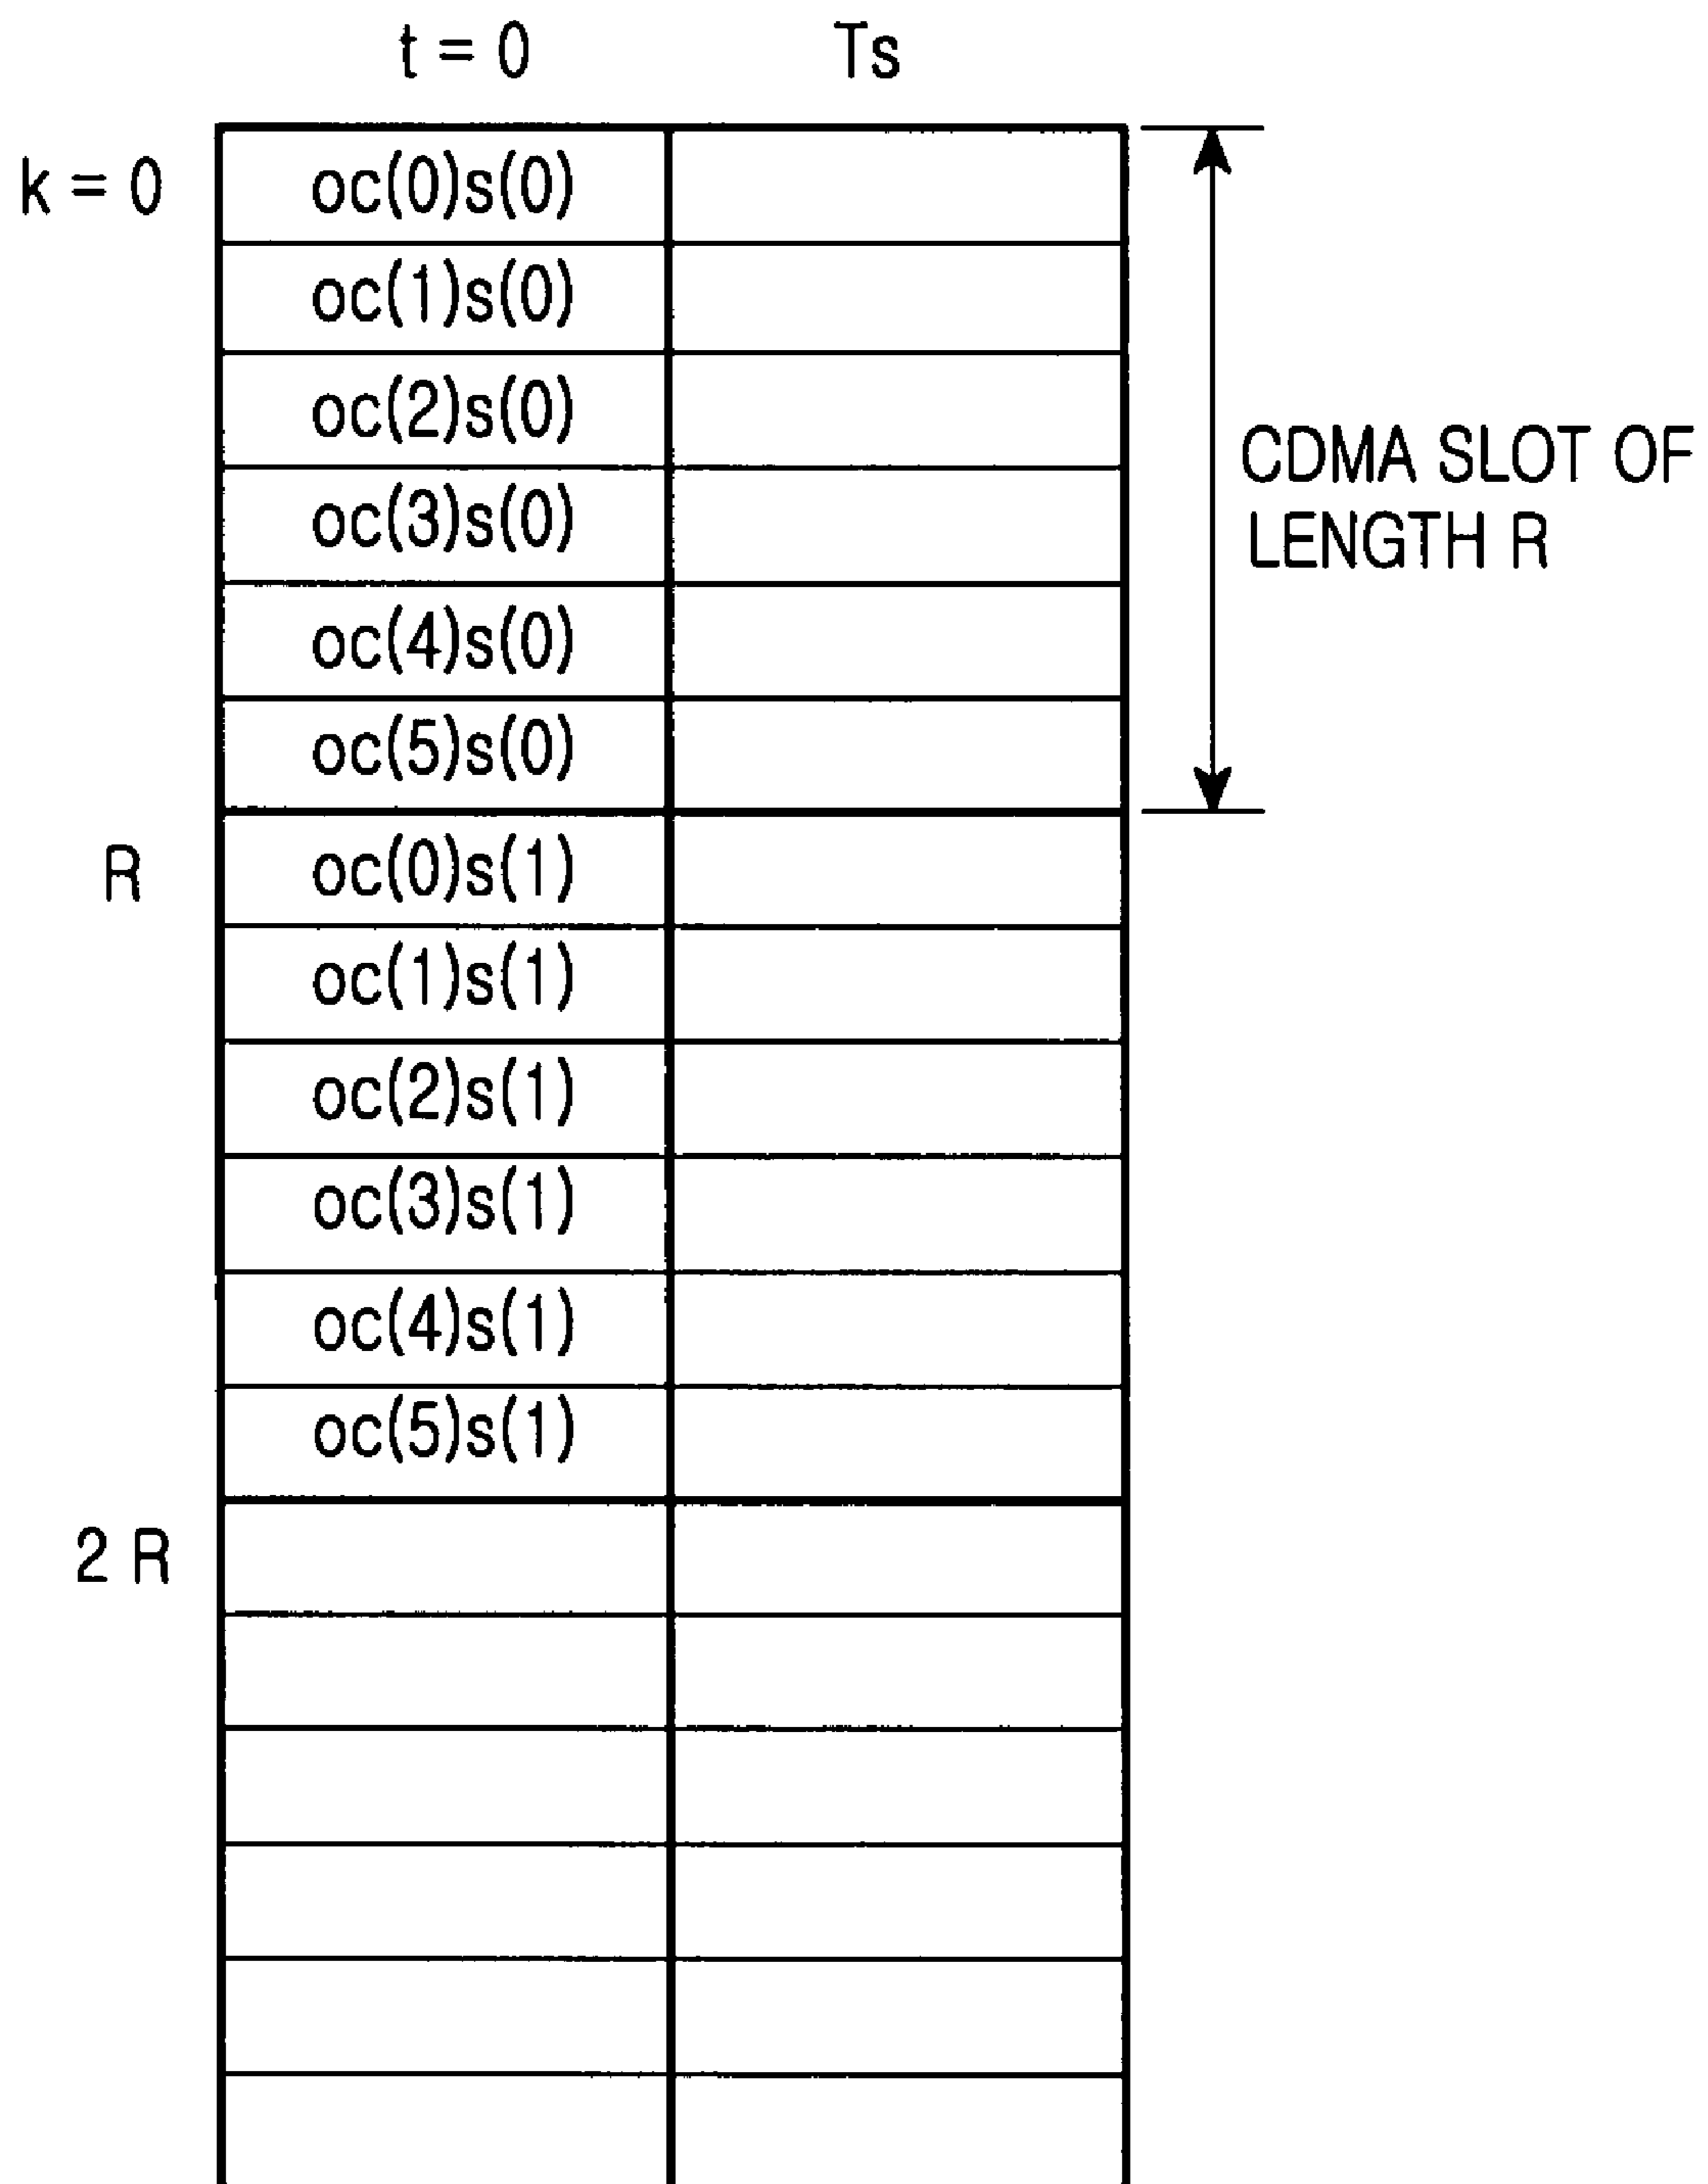 t = 0 Ts
k = 0 oc(0)s(0)
oc(1)s(0)
oc(2)s(0)
oc(3)s(0)
oc(4)s(0)
oc(5)s(0)
CDMA SLOT OF
LENGTH R
R oc(0)s(1)
oc(1)s(1)
oc(2)s(1)
oc(3)s(1)
oc(4)s(1)
oc(5)s(1)
2 R